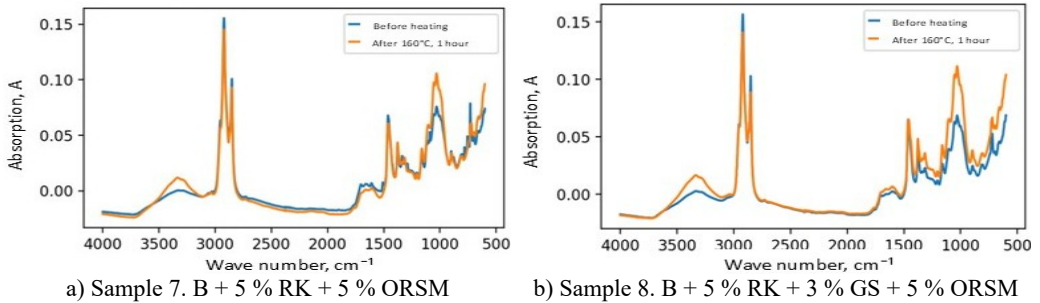 0.15
0.10
0.05
0.00
Absorption, A
Before heating
After 160°C, 1 hour
4000 3500 3000 2500 2000 1500 1000 500
Wave number, cm⁻¹
a) Sample 7. B + 5 % RK + 5 % ORSM
0.15
0.10
0.05
0.00
Absorption, A
Before heating
After 160°C, 1 hour
4000 3500 3000 2500 2000 1500 1000 500
Wave number, cm⁻¹
b) Sample 8. B + 5 % RK + 3 % GS + 5 % ORSM